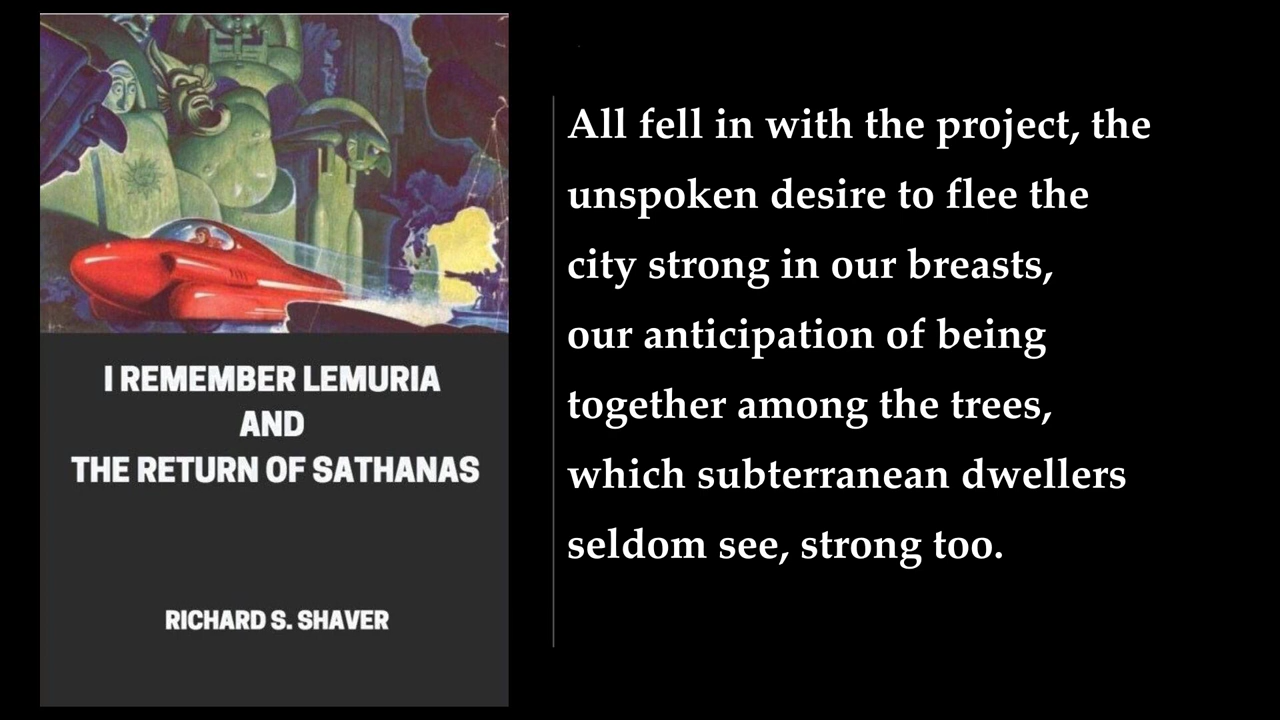 I REMEMBER LEMURIA
AND
THE RETURN OF SATHANAS
RICHARD S. SHAVER
All fell in with the project, the
unspoken desire to flee the
city strong in our breasts,
our anticipation of being
together among the trees,
which subterranean dwellers
seldom see, strong too.